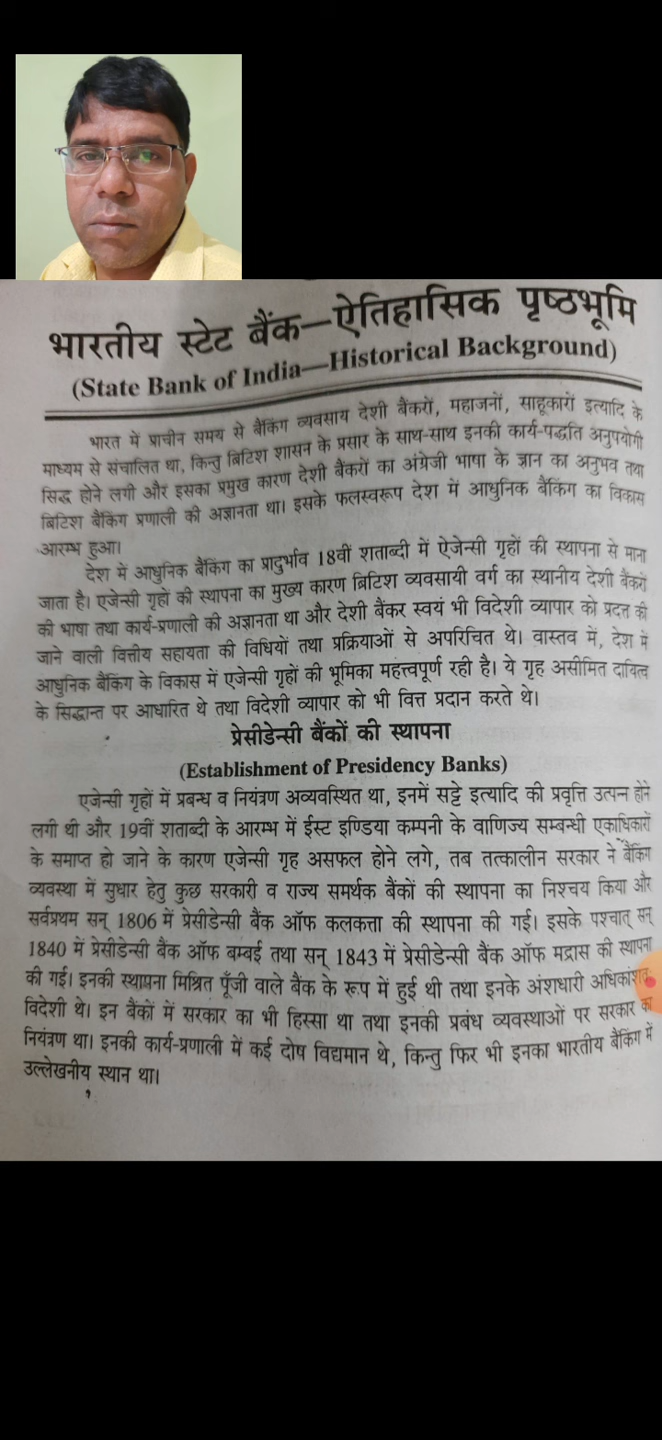 भारतीय स्टेट बैंक—ऐतिहासिक पृष्ठभूमि
(State Bank of India—Historical Background)
भारत में प्राचीन समय से बैंकिंग व्यवसाय देशी बैंकरों, महाजनों, साहूकारों इत्यादि के
माध्यम से संचालित था, किन्तु ब्रिटिश शासन के प्रसार के साथ-साथ इनकी कार्य-पद्धति अनुपयोगी
सिद्ध होने लगी और इसका प्रमुख कारण देशी बैंकरों का अंग्रेजी भाषा के ज्ञान का अनुभव तथा
ब्रिटिश बैंकिंग प्रणाली की अज्ञानता था। इसके फलस्वरूप देश में आधुनिक बैंकिंग का विकास
आरम्भ हुआ।
देश में आधुनिक बैंकिंग का प्रादुर्भाव 18वीं शताब्दी में ऐजेन्सी गृहों की स्थापना से माना
जाता है। एजेन्सी गृहों की स्थापना का मुख्य कारण ब्रिटिश व्यवसायी वर्ग का स्थानीय देशी बैंकरों
की भाषा तथा कार्य-प्रणाली की अज्ञानता था और देशी बैंकर स्वयं भी विदेशी व्यापार को प्रदत्त की
जाने वाली वित्तीय सहायता की विधियों तथा प्रक्रियाओं से अपरिचित थे। वास्तव में, देश में
आधुनिक बैंकिंग के विकास में एजेन्सी गृहों की भूमिका महत्त्वपूर्ण रही है। ये गृह असीमित दायित्व
के सिद्धान्त पर आधारित थे तथा विदेशी व्यापार को भी वित्त प्रदान करते थे।
प्रेसीडेन्सी बैंकों की स्थापना
(Establishment of Presidency Banks)
एजेन्सी गृहों में प्रबन्ध व नियंत्रण अव्यवस्थित था, इनमें सट्टे इत्यादि की प्रवृत्ति उत्पन्न होने
लगी थी और 19वीं शताब्दी के आरम्भ में ईस्ट इण्डिया कम्पनी के वाणिज्य सम्बन्धी एकाधिकारों
के समाप्त हो जाने के कारण एजेन्सी गृह असफल होने लगे, तब तत्कालीन सरकार ने बैंकिंग
व्यवस्था में सुधार हेतु कुछ सरकारी व राज्य समर्थक बैंकों की स्थापना का निश्चय किया और
सर्वप्रथम सन् 1806 में प्रेसीडेन्सी बैंक ऑफ कलकत्ता की स्थापना की गई। इसके पश्चात् सन्
1840 में प्रेसीडेन्सी बैंक ऑफ बम्बई तथा सन् 1843 में प्रेसीडेन्सी बैंक ऑफ मद्रास की स्थापना
की गई। इनकी स्थापना मिश्रित पूँजी वाले बैंक के रूप में हुई थी तथा इनके अंशधारी अधिकांशतः
विदेशी थे। इन बैंकों में सरकार का भी हिस्सा था तथा इनकी प्रबंध व्यवस्थाओं पर सरकार का
नियंत्रण था। इनकी कार्य-प्रणाली में कई दोष विद्यमान थे, किन्तु फिर भी इनका भारतीय बैंकिंग में
उल्लेखनीय स्थान था।